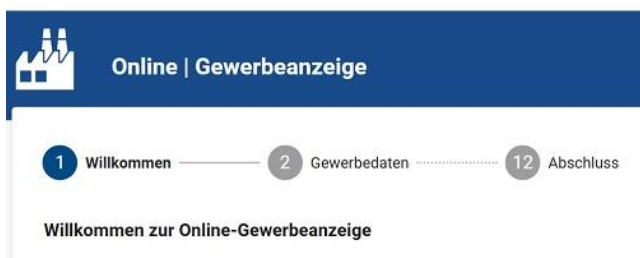 Online | Gewerbeanzeige
1 Willkommen 2 Gewerbedaten 12 Abschluss
Willkommen zur Online-Gewerbeanzeige